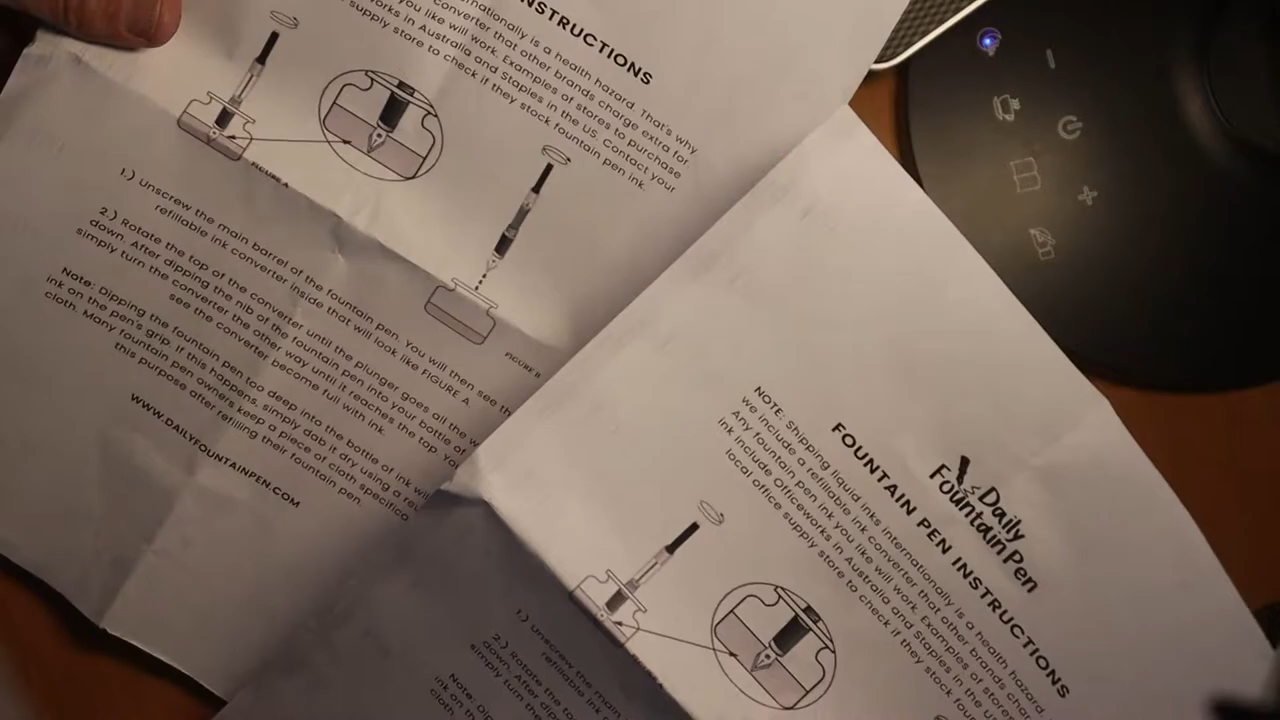 INSTRUCTIONS
internationally is a health hazard. That's why
converter that other brands charge extra for.
you like will work. Examples of stores to purchase
Officeworks in Australia and Staples in the US. Contact your
supply store to check if they stock fountain pen ink.
FIGURE A
FIGURE B
1.) Unscrew the main barrel of the fountain pen. You will then see the
refillable ink converter inside that will look like FIGURE A.
2.) Rotate the top of the converter until the plunger goes all the
down. After dipping the nib of the fountain pen into your bottle of
simply turn the converter the other way until it reaches the top. You
see the converter become full with ink.
Note: Dipping the fountain pen too deep into the bottle of ink will
ink on the pen's grip. If this happens, simply dab it dry using a
cloth. Many fountain pen owners keep a piece of cloth specifica
this purpose after refilling their fountain pen.
WWW.DAILYFOUNTAINPEN.COM
Daily
Fountain Pen
FOUNTAIN PEN INSTRUCTIONS
NOTE: Shipping liquid inks internationally is a health hazard
we include a refillable ink converter that other brands char
Any fountain pen ink you like will work. Examples of stores
ink include Officeworks in Australia and Staples in the
local office supply store to check if they stock foun
1.) Unscrew the main
refillable ink
2.) Rotate the to
down. After dip
simply turn the
Note: Dip
ink on th
cloth.